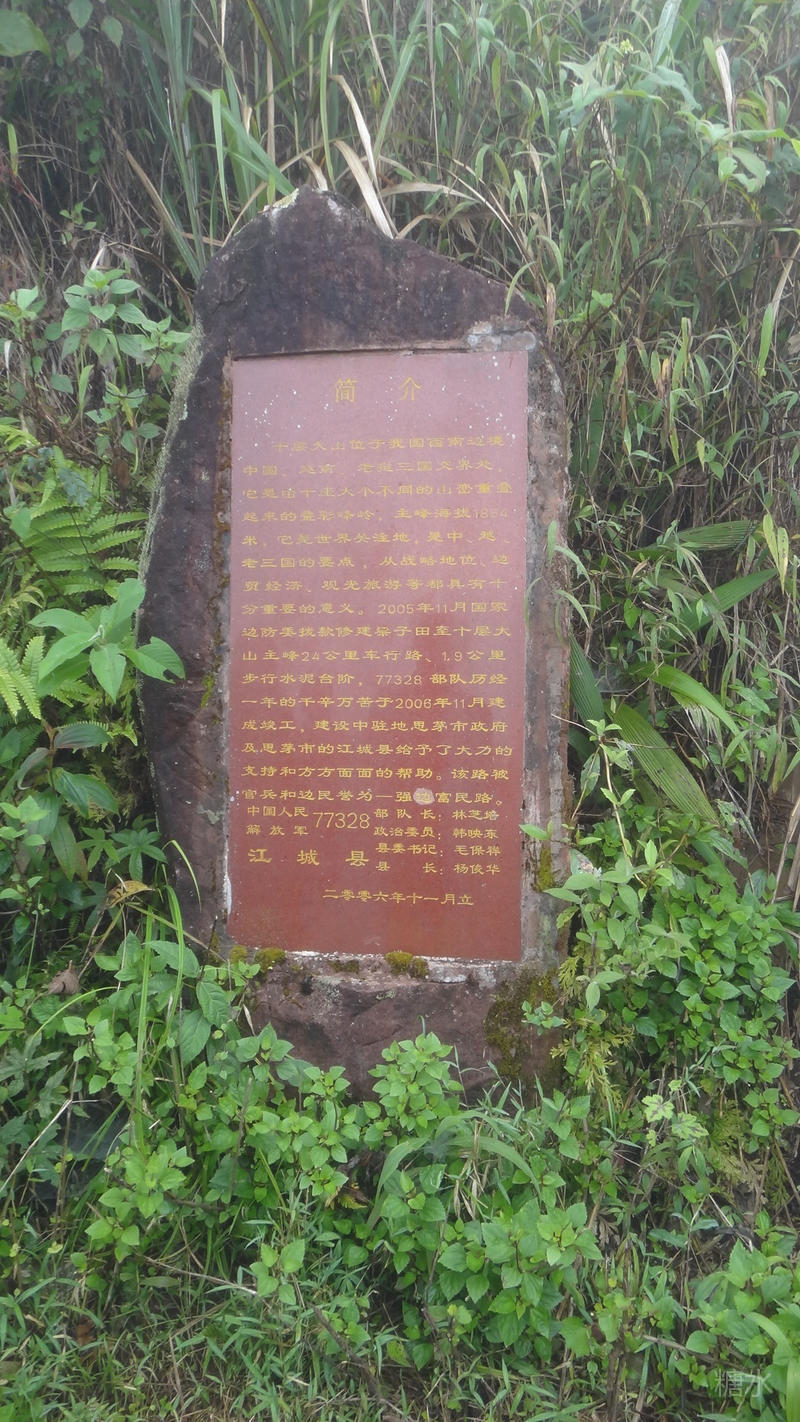 简 介
十层大山位于我国西南边境
中国、越南 老挝三国交界处,
它是由十座大小不同的山峦重叠
起来的叠彩峰岭,主峰海拔1864
米,它是世界关注地,是中、越、
老三国的要点,从战略地位、边
贸经济、观光旅游等都具有十
分重要的意义。2005年11月国家
边防委拨款修建梁子田至十层大
山主峰24公里车行路、1.9公里
步行水泥台阶,77328部队历经
一年的千辛万苦于2006年11月建
成竣工,建设中驻地思茅市政府
及思茅市的江城县给予了大力的
支持和方方面面的帮助。该路被
官兵和边民誉为一强边富民路。
中国人民解放军 77328 部队长:林芝培
政治委员:韩映东
江城县 县委书记:毛保祥
县 长:杨俊华
二零零六年十一月立
糖水